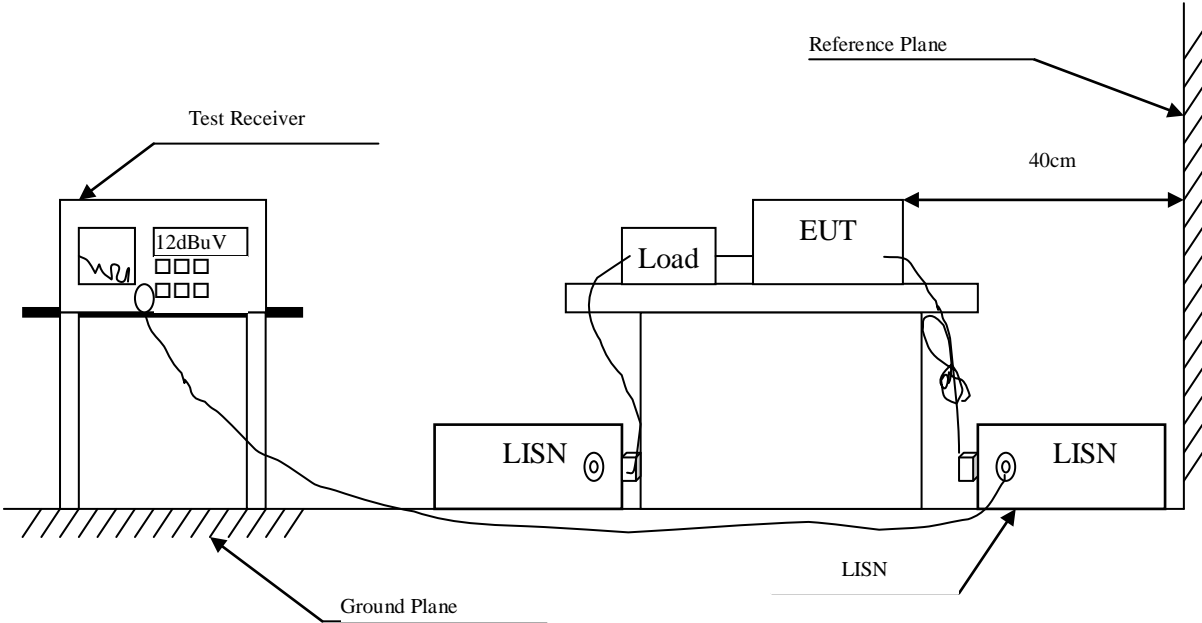 Reference Plane
Test Receiver
40cm
12dBuV
EUT
Load
LISN
LISN
LISN
Ground Plane